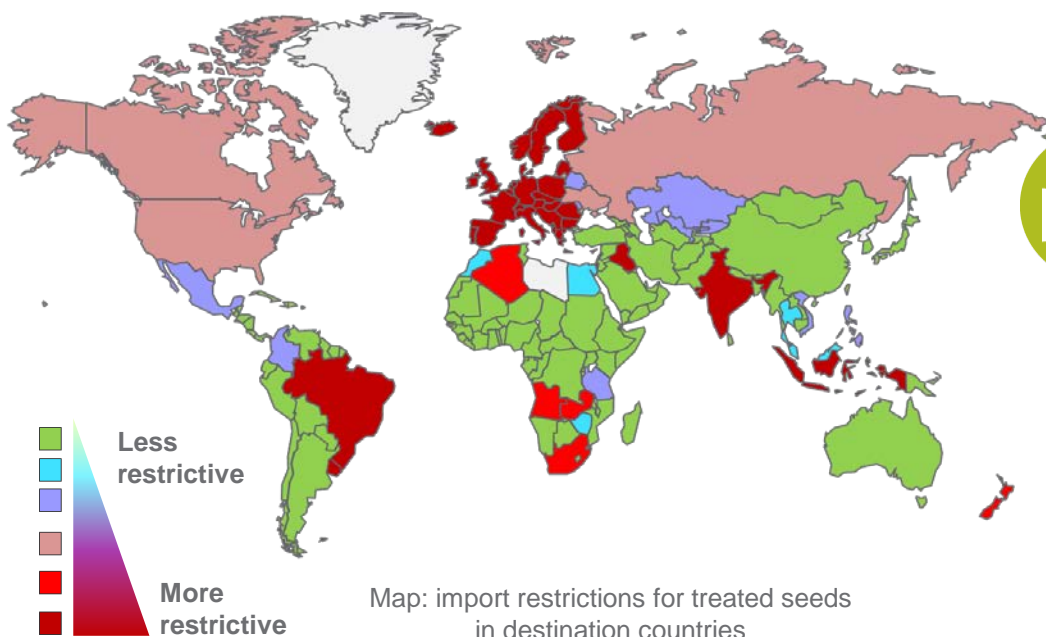 Less
restrictive
More
restrictive
Map: import restrictions for treated seeds
in destination countries